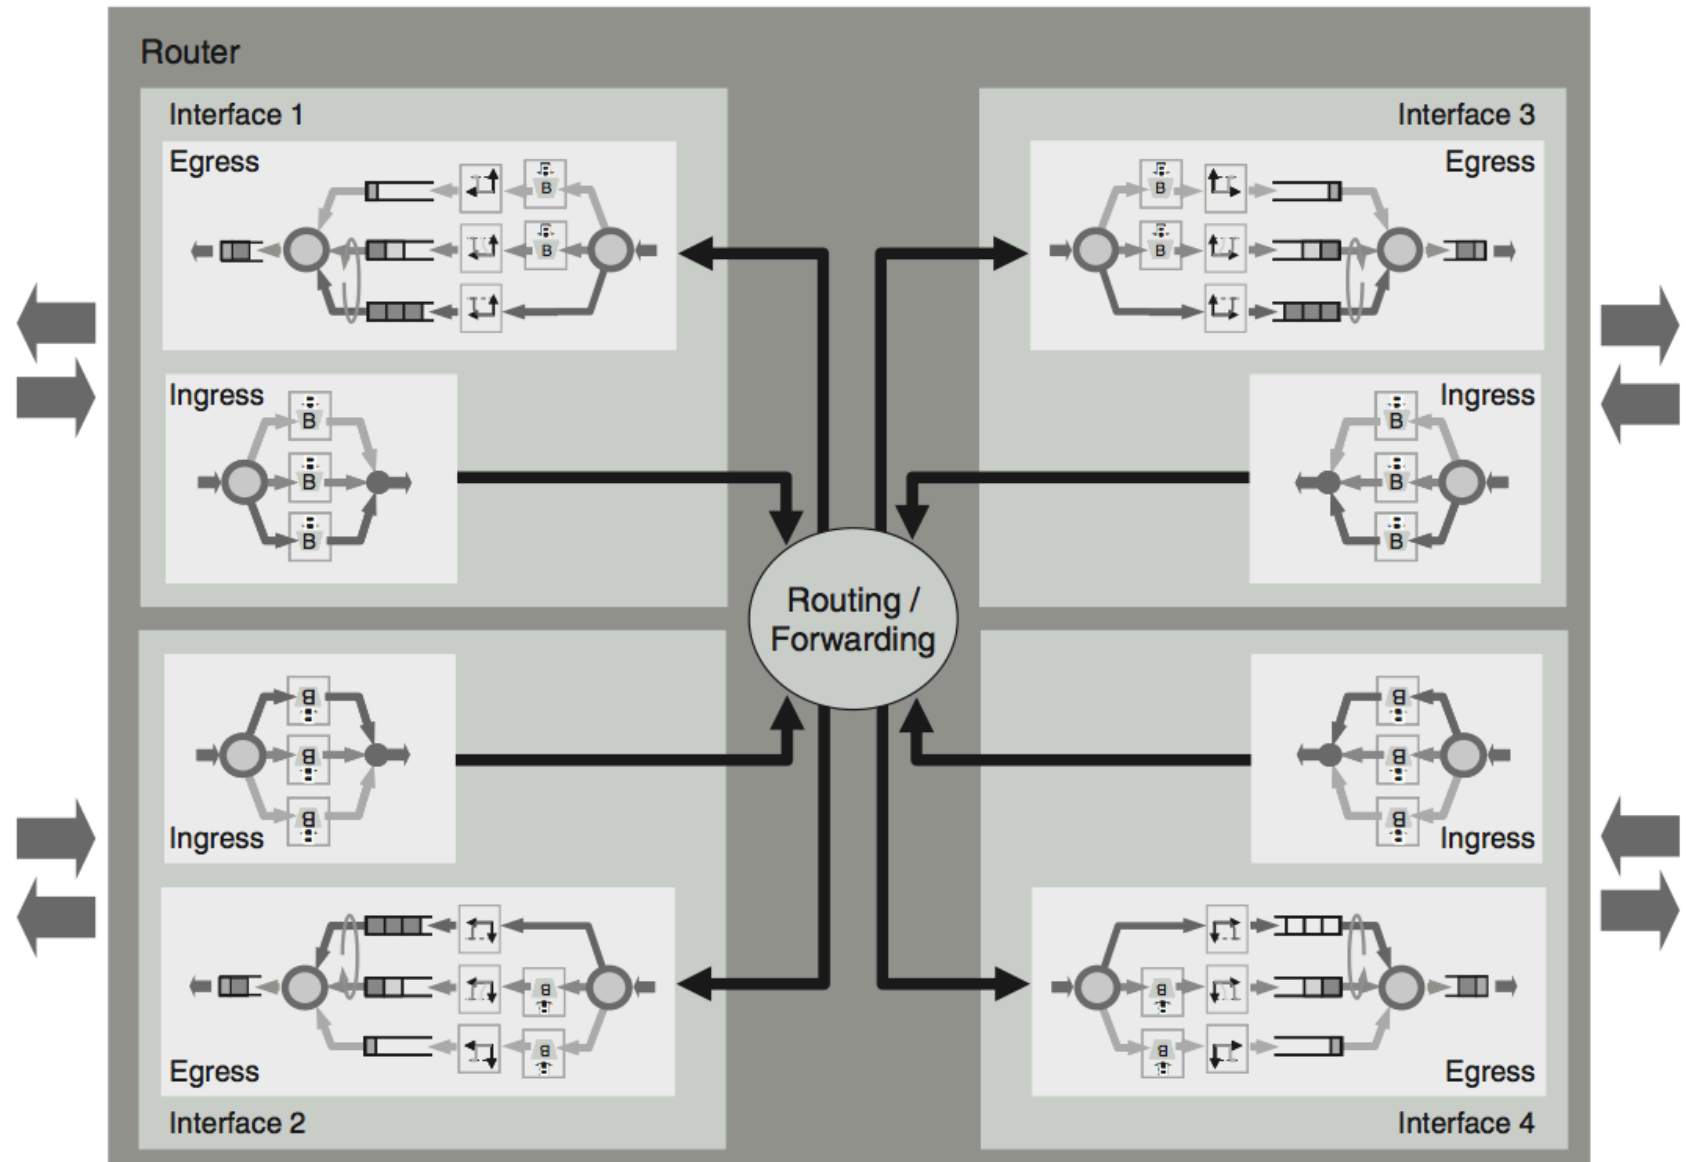 Router
Interface 1
Egress
B
B
Ingress
B
B
B
Interface 3
Egress
B
B
Ingress
B
B
B
Routing /
Forwarding
B
B
B
Ingress
B
B
Egress
Interface 2
B
B
B
Ingress
B
B
Egress
Interface 4